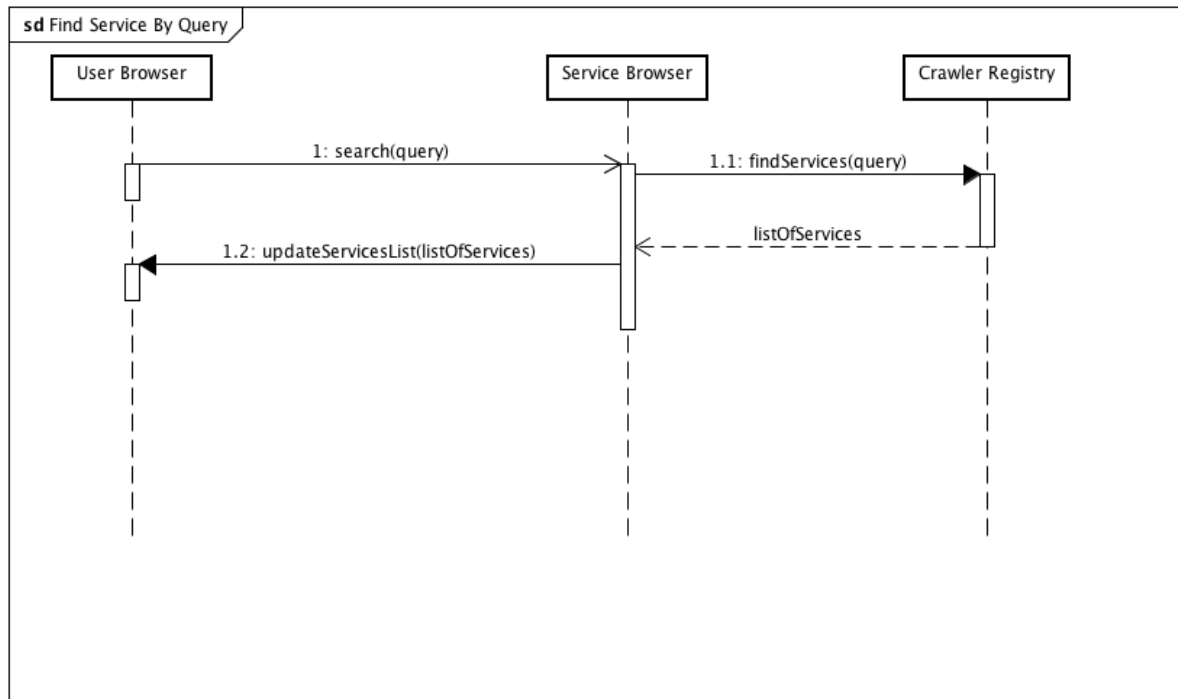 sd Find Service By Query
User Browser
Service Browser
Crawler Registry
1: search(query)
1.1: findServices(query)
listOfServices
1.2: updateServicesList(listOfServices)